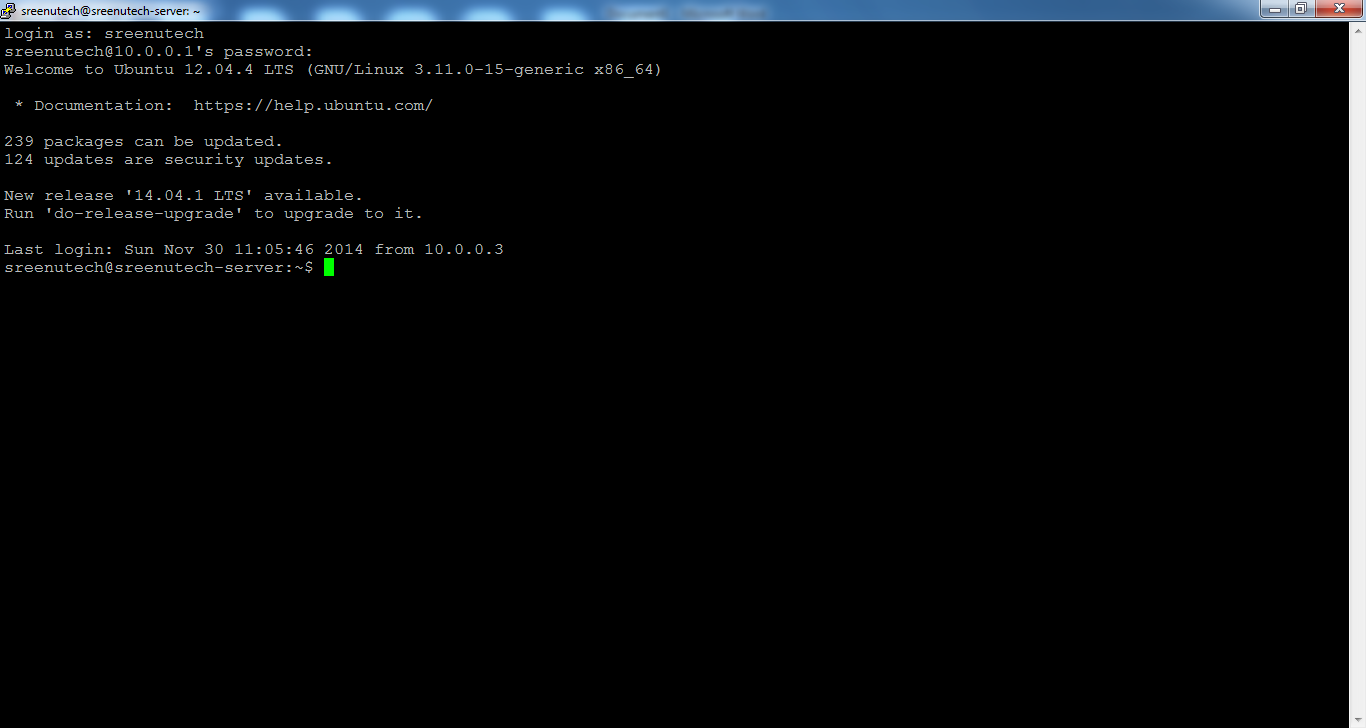 sreenutech@sreenutech-server: ~
login as: sreenutech
sreenutech@10.0.0.1's password:
Welcome to Ubuntu 12.04.4 LTS (GNU/Linux 3.11.0-15-generic x86_64)
* Documentation:  https://help.ubuntu.com/
239 packages can be updated.
124 updates are security updates.
New release '14.04.1 LTS' available.
Run 'do-release-upgrade' to upgrade to it.
Last login: Sun Nov 30 11:05:46 2014 from 10.0.0.3
sreenutech@sreenutech-server:~$